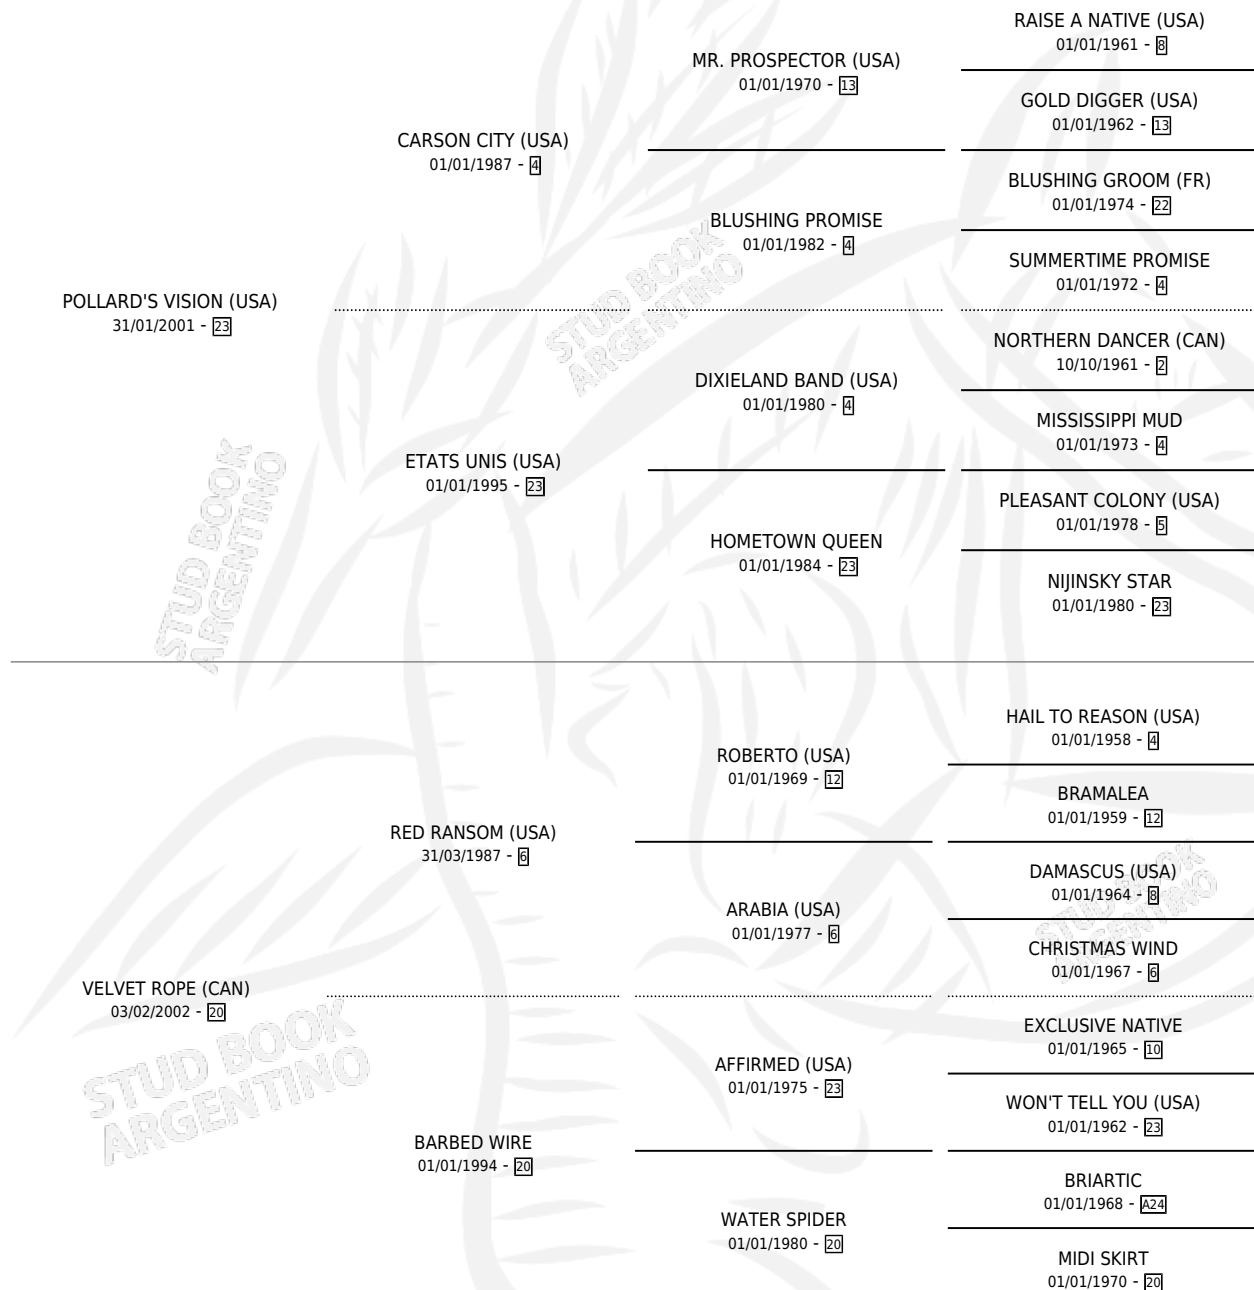 RAISE A NATIVE (USA)
01/01/1961 - 8
MR. PROSPECTOR (USA)
01/01/1970 - 13
GOLD DIGGER (USA)
01/01/1962 - 13
CARSON CITY (USA)
01/01/1987 - 4
BLUSHING GROOM (FR)
01/01/1974 - 22
BLUSHING PROMISE
01/01/1982 - 4
SUMMERTIME PROMISE
01/01/1972 - 4
POLLARD'S VISION (USA)
31/01/2001 - 23
STUD BOOK
ARGENTINO
NORTHERN DANCER (CAN)
10/10/1961 - 2
DIXIELAND BAND (USA)
01/01/1980 - 4
MISSISSIPPI MUD
01/01/1973 - 4
ETATS UNIS (USA)
01/01/1995 - 23
PLEASANT COLONY (USA)
01/01/1978 - 5
HOMETOWN QUEEN
01/01/1984 - 23
NIJINSKY STAR
01/01/1980 - 23
STUD BOOK
ARGENTINO
HAIL TO REASON (USA)
01/01/1958 - 4
ROBERTO (USA)
01/01/1969 - 12
BRAMALEA
01/01/1959 - 12
RED RANSOM (USA)
31/03/1987 - 6
DAMASCUS (USA)
01/01/1964 - 8
ARABIA (USA)
01/01/1977 - 6
STUD BOOK
ARGENTINO
CHRISTMAS WIND
01/01/1967 - 6
VELVET ROPE (CAN)
03/02/2002 - 20
EXCLUSIVE NATIVE
01/01/1965 - 10
AFFIRMED (USA)
01/01/1975 - 23
WON'T TELL YOU (USA)
01/01/1962 - 23
STUD BOOK
ARGENTINO
BARBED WIRE
01/01/1994 - 20
BRIARTIC
01/01/1968 - A24
WATER SPIDER
01/01/1980 - 20
MIDI SKIRT
01/01/1970 - 20